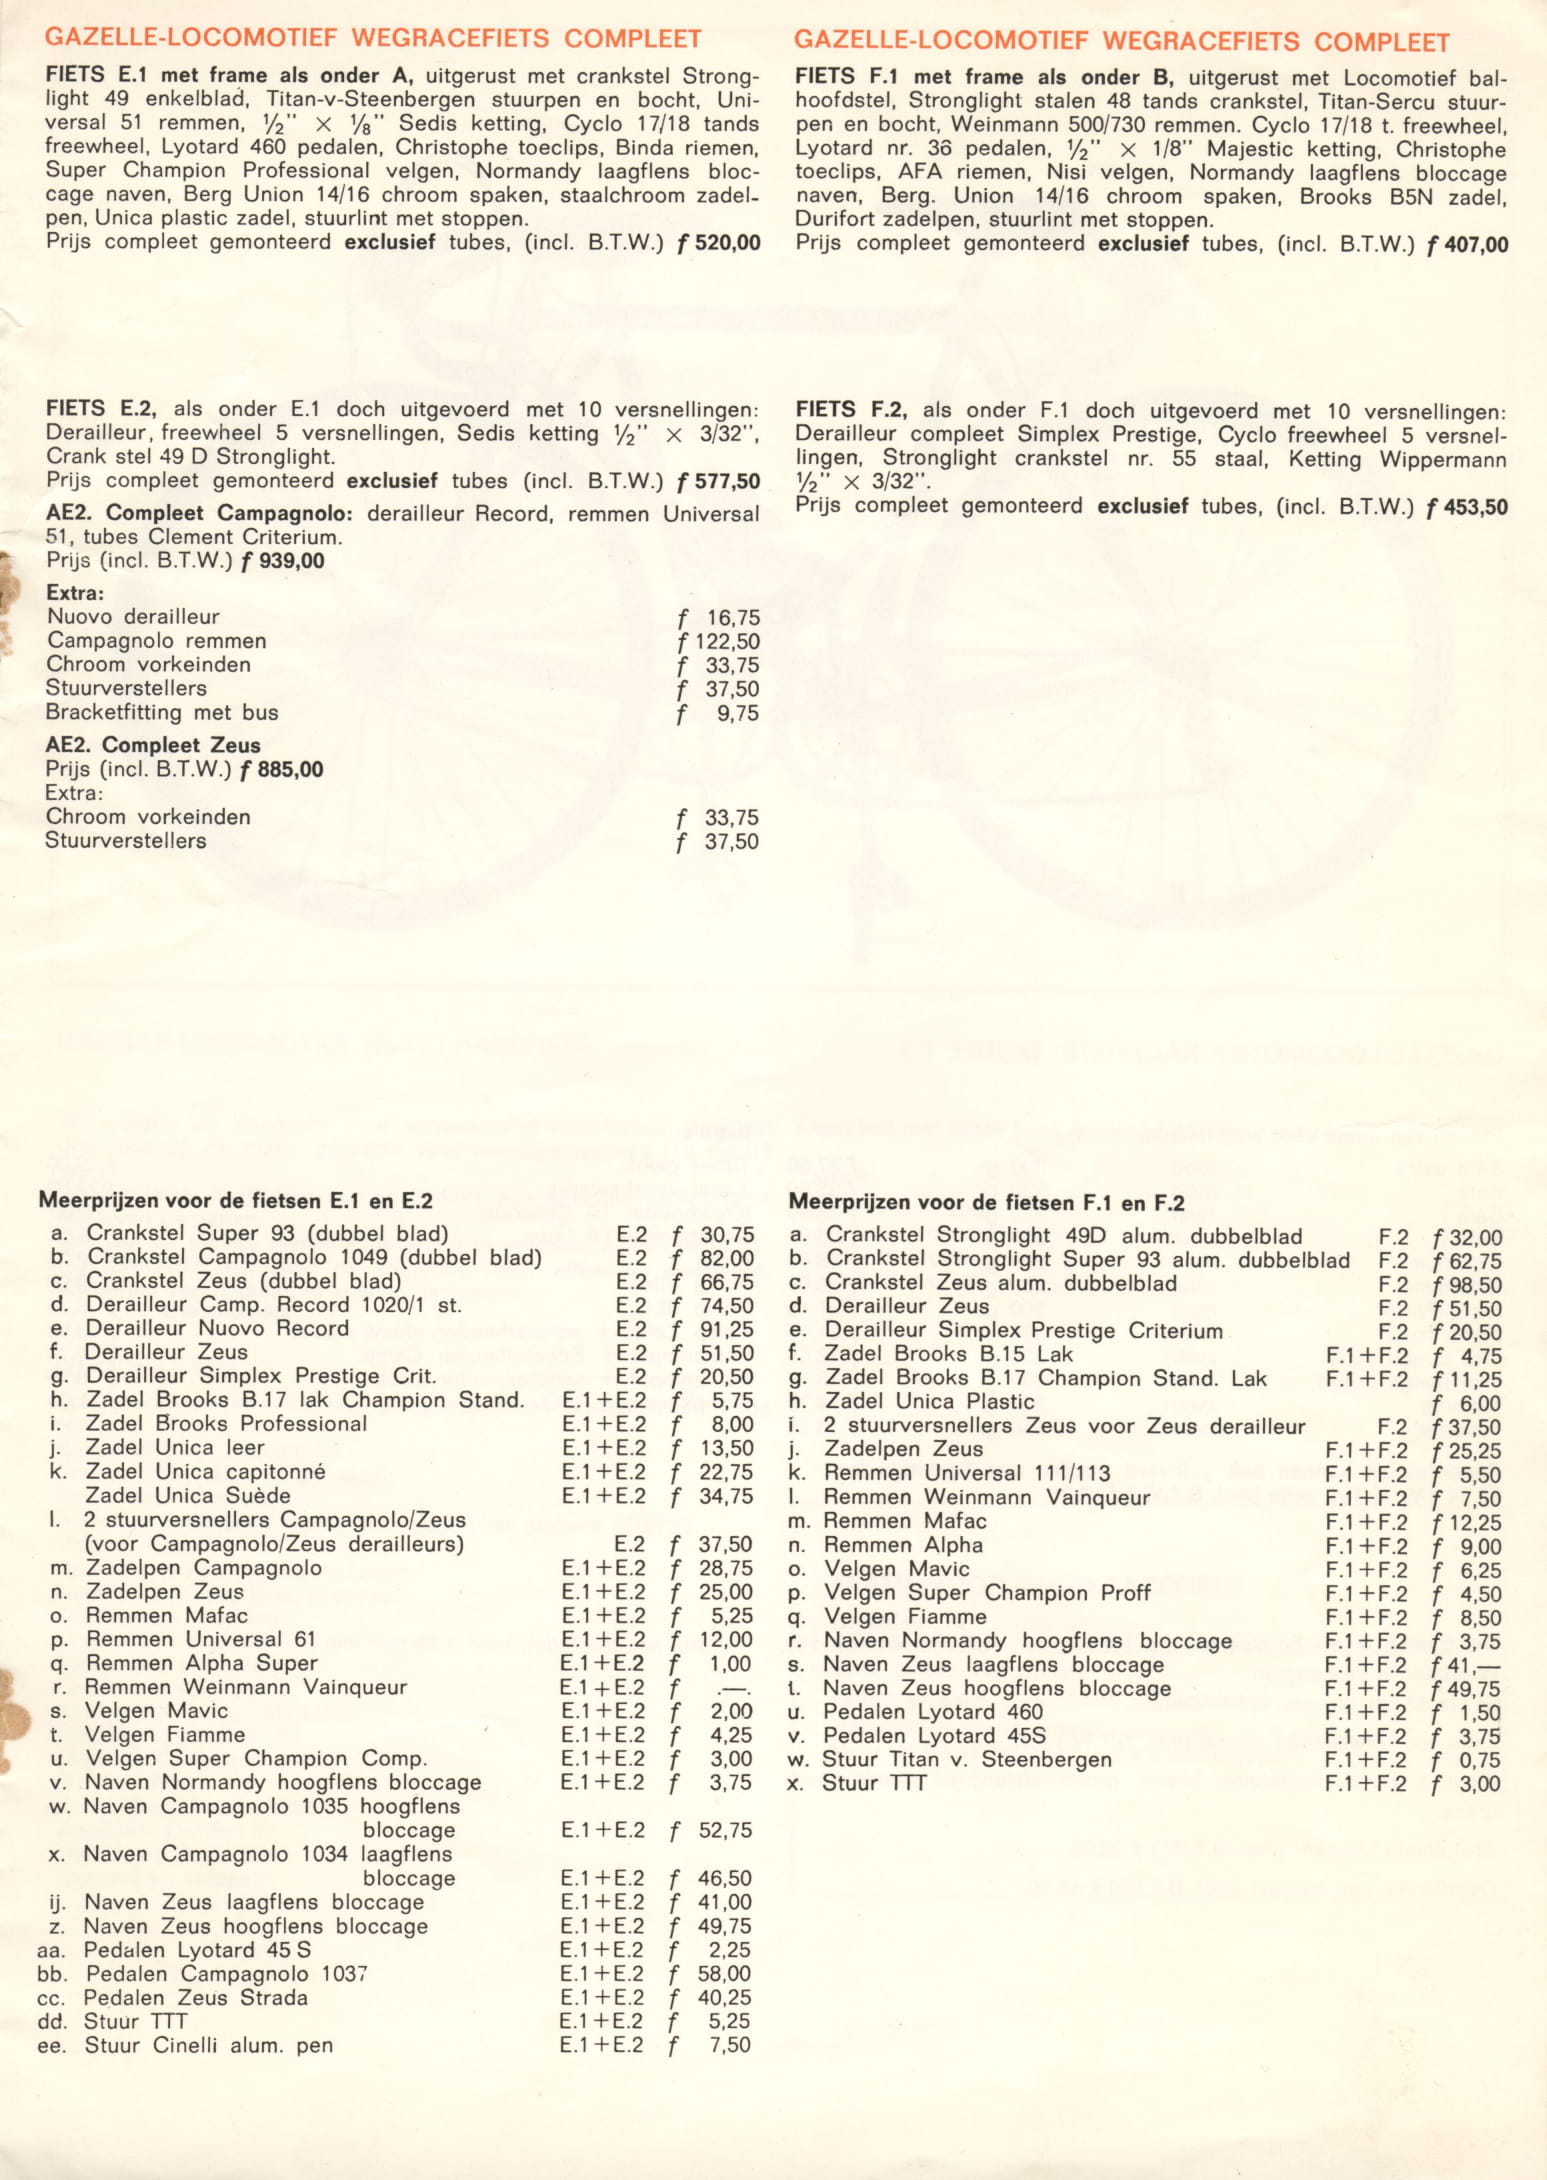 GAZELLE-LOCOMOTIEF WEGRACEFIETS COMPLEET
FIETS E.1 met frame als onder A, uitgerust met crankstel Strong-
light 49 enkelblad, Titan-v-Steenbergen stuurpen en bocht, Uni-
versal 51 remmen, ½" × ⅛" Sedis ketting, Cyclo 17/18 tands
freewheel, Lyotard 460 pedalen, Christophe toeclips, Binda riemen,
Super Champion Professional velgen, Normandy laagflens bloc-
cage naven, Berg Union 14/16 chroom spaken, staalchroom zadel-
pen, Unica plastic zadel, stuurlint met stoppen.
Prijs compleet gemonteerd exclusief tubes, (incl. B.T.W.) ƒ 520,00
FIETS E.2, als onder E.1 doch uitgevoerd met 10 versnellingen:
Derailleur, freewheel 5 versnellingen, Sedis ketting ½" × 3/32",
Crank stel 49 D Stronglight.
Prijs compleet gemonteerd exclusief tubes (incl. B.T.W.) ƒ 577,50
AE2. Compleet Campagnolo: derailleur Record, remmen Universal
51, tubes Clement Criterium.
Prijs (incl. B.T.W.) ƒ 939,00
Extra:
Nuovo derailleur ƒ 16,75
Campagnolo remmen ƒ 122,50
Chroom vorkeinden ƒ 33,75
Stuurverstellers ƒ 37,50
Bracketfitting met bus ƒ 9,75
AE2. Compleet Zeus
Prijs (incl. B.T.W.) ƒ 885,00
Extra:
Chroom vorkeinden ƒ 33,75
Stuurverstellers ƒ 37,50
Meerprijzen voor de fietsen E.1 en E.2
a. Crankstel Super 93 (dubbel blad) E.2 ƒ 30,75
b. Crankstel Campagnolo 1049 (dubbel blad) E.2 ƒ 82,00
c. Crankstel Zeus (dubbel blad) E.2 ƒ 66,75
d. Derailleur Camp. Record 1020/1 st. E.2 ƒ 74,50
e. Derailleur Nuovo Record E.2 ƒ 91,25
f. Derailleur Zeus E.2 ƒ 51,50
g. Derailleur Simplex Prestige Crit. E.2 ƒ 20,50
h. Zadel Brooks B.17 lak Champion Stand. E.1+E.2 ƒ 5,75
i. Zadel Brooks Professional E.1+E.2 ƒ 8,00
j. Zadel Unica leer E.1+E.2 ƒ 13,50
k. Zadel Unica capitonné E.1+E.2 ƒ 22,75
Zadel Unica Suède E.1+E.2 ƒ 34,75
l. 2 stuurversnellers Campagnolo/Zeus
(voor Campagnolo/Zeus derailleurs) E.2 ƒ 37,50
m. Zadelpen Campagnolo E.1+E.2 ƒ 28,75
n. Zadelpen Zeus E.1+E.2 ƒ 25,00
o. Remmen Mafac E.1+E.2 ƒ 5,25
p. Remmen Universal 61 E.1+E.2 ƒ 12,00
q. Remmen Alpha Super E.1+E.2 ƒ 1,00
r. Remmen Weinmann Vainqueur E.1+E.2 ƒ .—.
s. Velgen Mavic E.1+E.2 ƒ 2,00
t. Velgen Fiamme E.1+E.2 ƒ 4,25
u. Velgen Super Champion Comp. E.1+E.2 ƒ 3,00
v. Naven Normandy hoogflens bloccage E.1+E.2 ƒ 3,75
w. Naven Campagnolo 1035 hoogflens
bloccage E.1+E.2 ƒ 52,75
x. Naven Campagnolo 1034 laagflens
bloccage E.1+E.2 ƒ 46,50
ij. Naven Zeus laagflens bloccage E.1+E.2 ƒ 41,00
z. Naven Zeus hoogflens bloccage E.1+E.2 ƒ 49,75
aa. Pedalen Lyotard 45 S E.1+E.2 ƒ 2,25
bb. Pedalen Campagnolo 1037 E.1+E.2 ƒ 58,00
cc. Pedalen Zeus Strada E.1+E.2 ƒ 40,25
dd. Stuur TTT E.1+E.2 ƒ 5,25
ee. Stuur Cinelli alum. pen E.1+E.2 ƒ 7,50
GAZELLE-LOCOMOTIEF WEGRACEFIETS COMPLEET
FIETS F.1 met frame als onder B, uitgerust met Locomotief bal-
hoofdstel, Stronglight stalen 48 tands crankstel, Titan-Sercu stuur-
pen en bocht, Weinmann 500/730 remmen. Cyclo 17/18 t. freewheel,
Lyotard nr. 36 pedalen, ½" × 1/8" Majestic ketting, Christophe
toeclips, AFA riemen, Nisi velgen, Normandy laagflens bloccage
naven, Berg. Union 14/16 chroom spaken, Brooks B5N zadel,
Durifort zadelpen, stuurlint met stoppen.
Prijs compleet gemonteerd exclusief tubes, (incl. B.T.W.) ƒ 407,00
FIETS F.2, als onder F.1 doch uitgevoerd met 10 versnellingen:
Derailleur compleet Simplex Prestige, Cyclo freewheel 5 versnel-
lingen, Stronglight crankstel nr. 55 staal, Ketting Wippermann
½" × 3/32".
Prijs compleet gemonteerd exclusief tubes, (incl. B.T.W.) ƒ 453,50
Meerprijzen voor de fietsen F.1 en F.2
a. Crankstel Stronglight 49D alum. dubbelblad F.2 ƒ 32,00
b. Crankstel Stronglight Super 93 alum. dubbelblad F.2 ƒ 62,75
c. Crankstel Zeus alum. dubbelblad F.2 ƒ 98,50
d. Derailleur Zeus F.2 ƒ 51,50
e. Derailleur Simplex Prestige Criterium F.2 ƒ 20,50
f. Zadel Brooks B.15 Lak F.1+F.2 ƒ 4,75
g. Zadel Brooks B.17 Champion Stand. Lak F.1+F.2 ƒ 11,25
h. Zadel Unica Plastic ƒ 6,00
i. 2 stuurversnellers Zeus voor Zeus derailleur F.2 ƒ 37,50
j. Zadelpen Zeus F.1+F.2 ƒ 25,25
k. Remmen Universal 111/113 F.1+F.2 ƒ 5,50
l. Remmen Weinmann Vainqueur F.1+F.2 ƒ 7,50
m. Remmen Mafac F.1+F.2 ƒ 12,25
n. Remmen Alpha F.1+F.2 ƒ 9,00
o. Velgen Mavic F.1+F.2 ƒ 6,25
p. Velgen Super Champion Proff F.1+F.2 ƒ 4,50
q. Velgen Fiamme F.1+F.2 ƒ 8,50
r. Naven Normandy hoogflens bloccage F.1+F.2 ƒ 3,75
s. Naven Zeus laagflens bloccage F.1+F.2 ƒ 41,—
t. Naven Zeus hoogflens bloccage F.1+F.2 ƒ 49,75
u. Pedalen Lyotard 460 F.1+F.2 ƒ 1,50
v. Pedalen Lyotard 45S F.1+F.2 ƒ 3,75
w. Stuur Titan v. Steenbergen F.1+F.2 ƒ 0,75
x. Stuur TTT F.1+F.2 ƒ 3,00